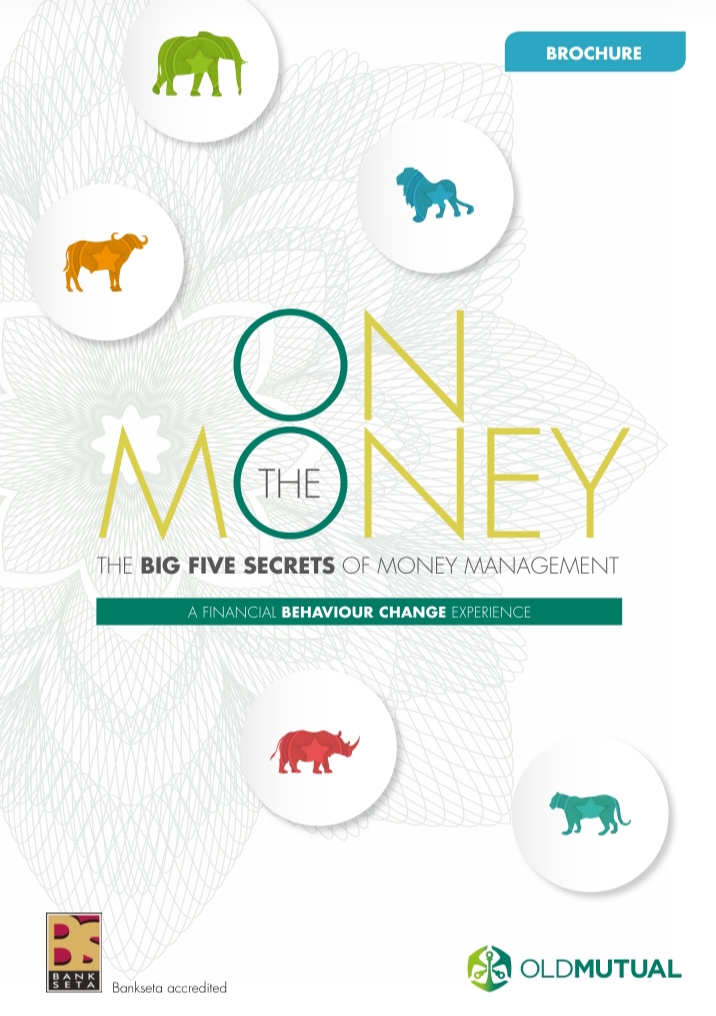 BROCHURE
ON
THE
MONEY
THE BIG FIVE SECRETS OF MONEY MANAGEMENT
A FINANCIAL BEHAVIOUR CHANGE EXPERIENCE
BS
BANK
SETA
Bankseta accredited
OLDMUTUAL